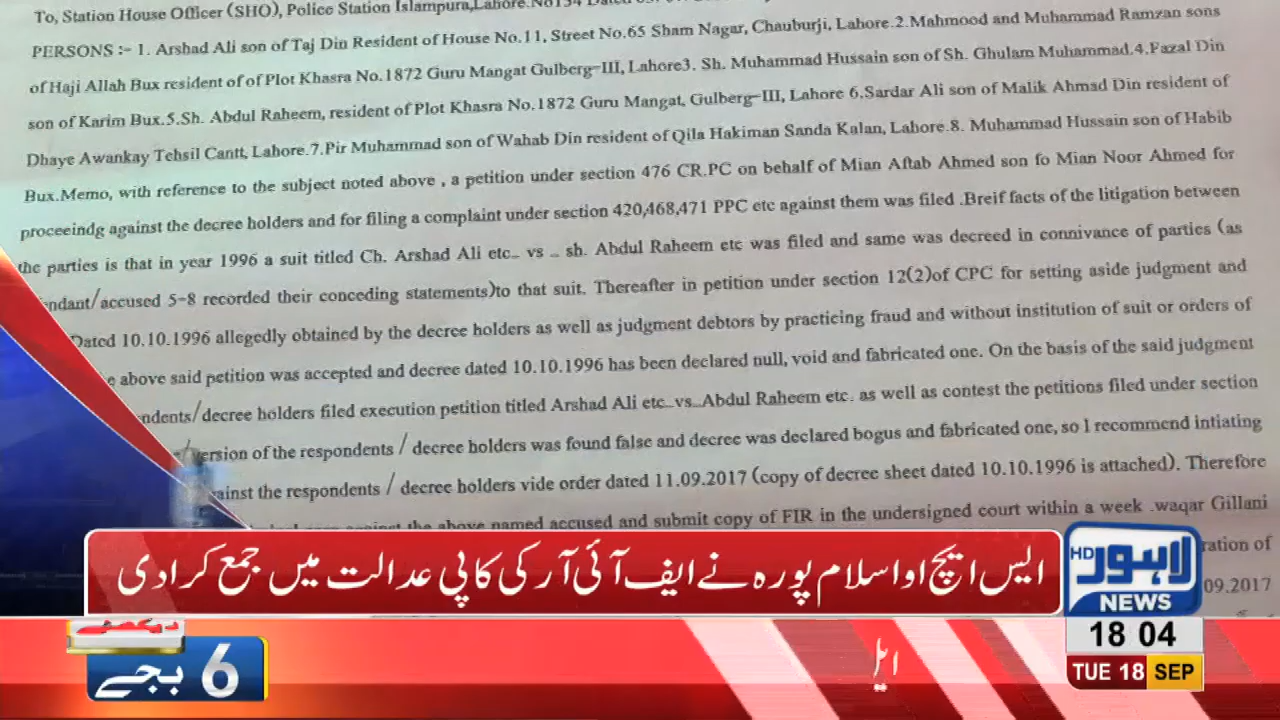 To, Station House Officer (SHO), Police Station Islampura, Lahore.No134
PERSONS :- 1. Arshad Ali son of Taj Din Resident of House No.11, Street No.65 Sham Nagar, Chauburji, Lahore.2.Mahmood and Muhammad Ramzan sons
of Haji Allah Bux resident of of Plot Khasra No.1872 Guru Mangat Gulberg-III, Lahore3. Sh. Muhammad Hussain son of Sh. Ghulam Muhammad.4.Fazal Din
son of Karim Bux.5.Sh. Abdul Raheem, resident of Plot Khasra No.1872 Guru Mangat, Gulberg-III, Lahore 6.Sardar Ali son of Malik Ahmad Din resident of
Dhaye Awankay Tehsil Cantt, Lahore.7.Pir Muhammad son of Wahab Din resident of Qila Hakiman Sanda Kalan, Lahore.8. Muhammad Hussain son of Habib
Bux.Memo, with reference to the subject noted above , a petition under section 476 CR.PC on behalf of Mian Aftab Ahmed son fo Mian Noor Ahmed for
proceeindg against the decree holders and for filing a complaint under section 420,468,471 PPC etc against them was filed .Breif facts of the litigation between
the parties is that in year 1996 a suit titled Ch. Arshad Ali etc.. vs .. sh. Abdul Raheem etc was filed and same was decreed in connivance of parties (as
ndant/accused 5-8 recorded their conceding statements)to that suit. Thereafter in petition under section 12(2)of CPC for setting aside judgment and
Dated 10.10.1996 allegedly obtained by the decree holders as well as judgment debtors by practicing fraud and without institution of suit or orders of
above said petition was accepted and decree dated 10.10.1996 has been declared null, void and fabricated one. On the basis of the said judgment
ndents/decree holders filed execution petition titled Arshad Ali etc..vs..Abdul Raheem etc. as well as contest the petitions filed under section
version of the respondents / decree holders was found false and decree was declared bogus and fabricated one, so I recommend intiating
ainst the respondents / decree holders vide order dated 11.09.2017 (copy of decree sheet dated 10.10.1996 is attached). Therefore
the above named accused and submit copy of FIR in the undersigned court within a week .waqar Gillani
ration of
09.2017
ایس ایچ او اسلام پورہ نے ایف آئی آر کی کاپی عدالت میں جمع کرا دی
HD لاہور
NEWS
18 04
TUE 18 SEP
دیکھئے
6 بجے